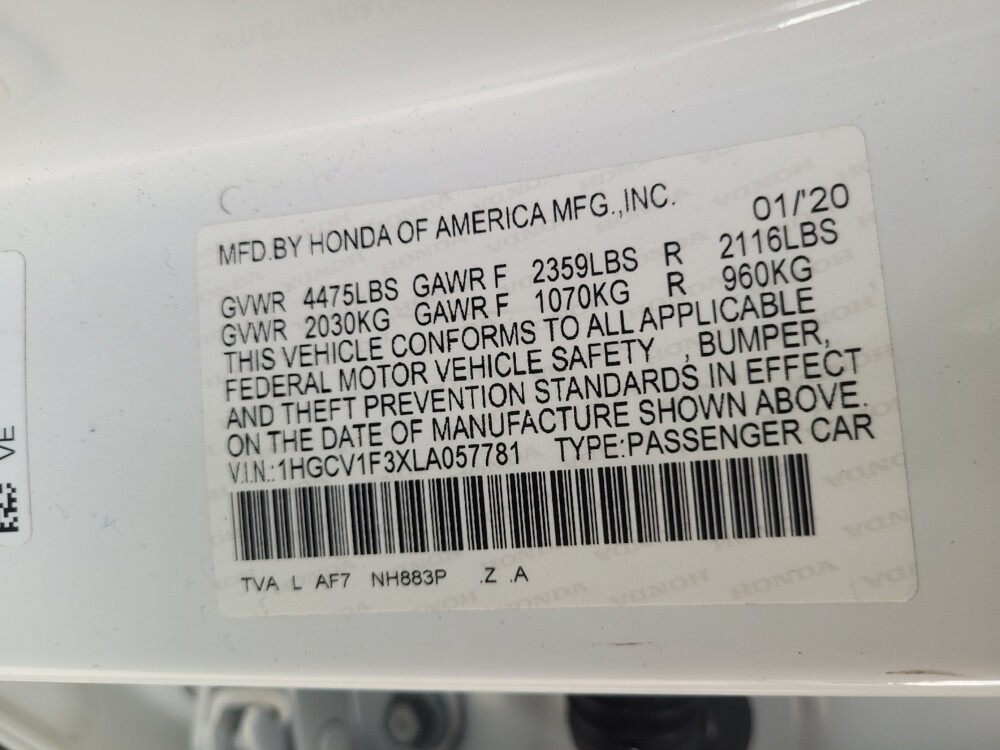 MFD.BY HONDA OF AMERICA MFG.,INC. 01/'20
GVWR 4475LBS GAWR F 2359LBS R 2116LBS
GVWR 2030KG GAWR F 1070KG R 960KG
THIS VEHICLE CONFORMS TO ALL APPLICABLE
FEDERAL MOTOR VEHICLE SAFETY , BUMPER,
AND THEFT PREVENTION STANDARDS IN EFFECT
ON THE DATE OF MANUFACTURE SHOWN ABOVE.
V.I.N.:1HGCV1F3XLA057781 TYPE:PASSENGER CAR
TVA L AF7 NH883P .Z .A
VE